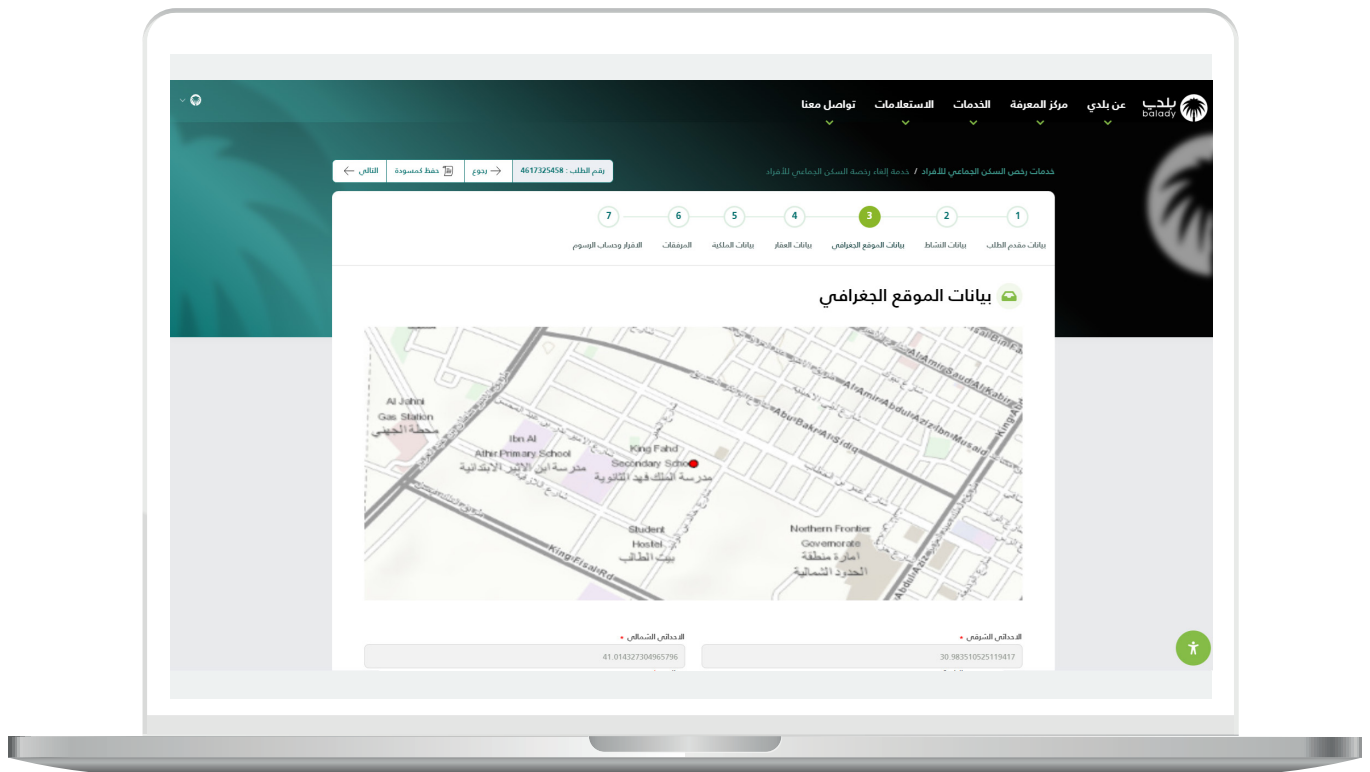 بلدي
balady
عن بلدي
مركز المعرفة
الخدمات
الاستعلامات
تواصل معنا
خدمات رخص السكن الجماعي للأفراد / خدمة إلغاء رخصة السكن الجماعي للأفراد
رقم الطلب : 4617325458
رجوع
حفظ كمسودة
التالي
1
2
3
4
5
6
7
بيانات مقدم الطلب
بيانات النشاط
بيانات الموقع الجغرافي
بيانات العقار
بيانات الملكية
المرفقات
الاقرار وحساب الرسوم
بيانات الموقع الجغرافي
Al Jahni
Gas Station
محطة الجهني
Ibn Al
Athir Primary School
مدرسة ابن الاثير الابتدائية
King Fahd
Secondary School
مدرسة الملك فهد الثانوية
Student
Hostel
بيت الطالب
Northern Frontier
Governorate
امارة منطقة
الحدود الشمالية
King Fisal Rd
Abu Bakr Al Sidiq
Al Amir Abdul Aziz Ibn Musaid
Al Amir Saud Al Kabir
الاحداثي الشرقي •
30.983510525119417
الاحداثي الشمالي •
41.014327304965796